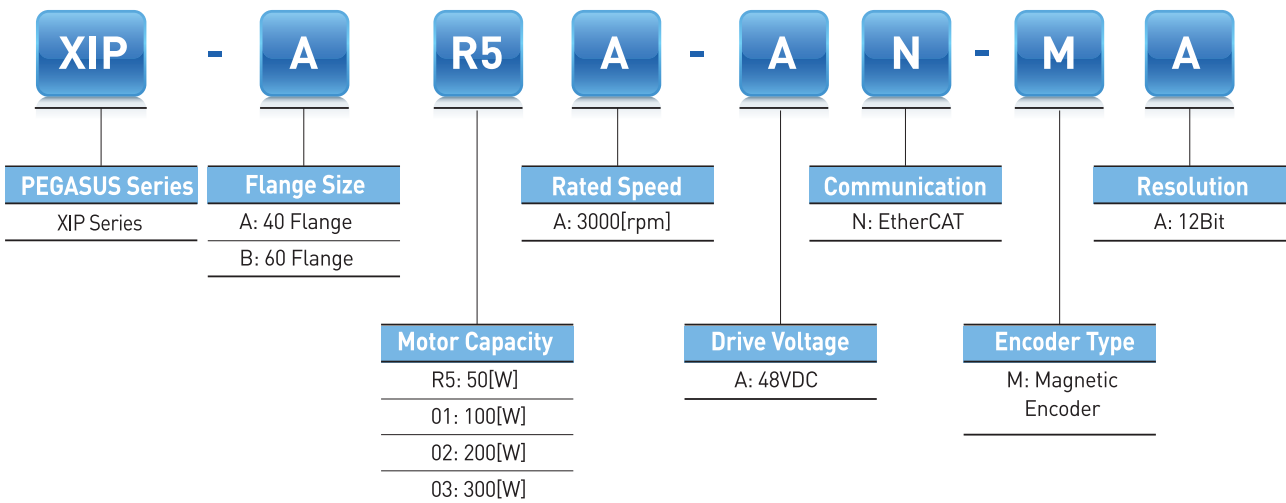 XIP - A R5 A - A N - M A
PEGASUS Series
XIP Series
Flange Size
A: 40 Flange
B: 60 Flange
Rated Speed
A: 3000[rpm]
Communication
N: EtherCAT
Resolution
A: 12Bit
Motor Capacity
R5: 50[W]
01: 100[W]
02: 200[W]
03: 300[W]
Drive Voltage
A: 48VDC
Encoder Type
M: Magnetic
Encoder